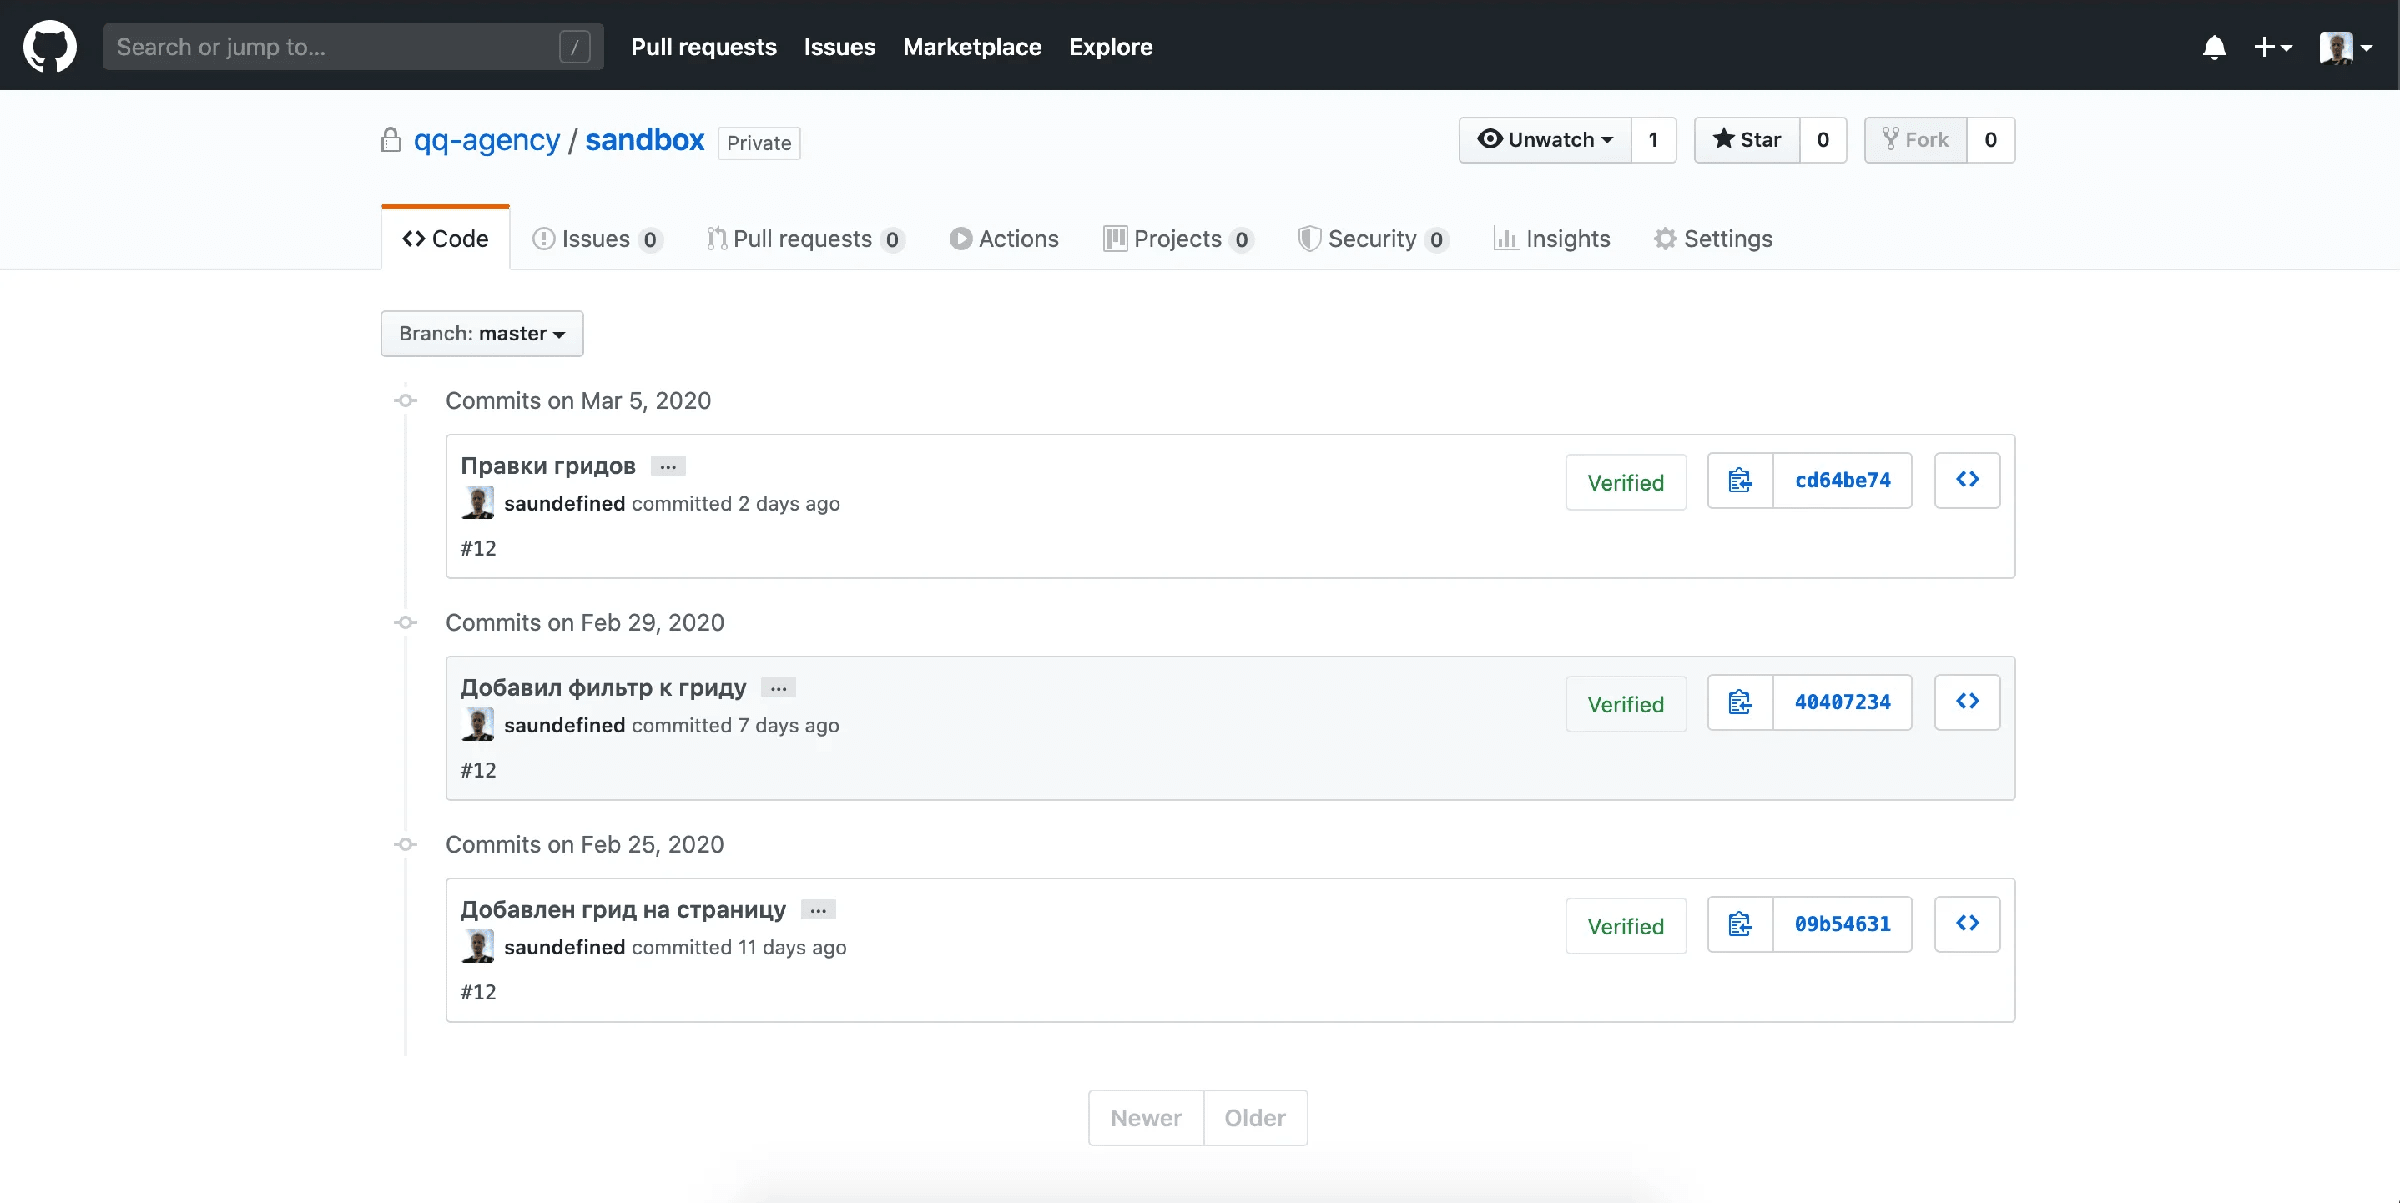 Search or jump to... /
Pull requests Issues Marketplace Explore
qq-agency / sandbox Private
Unwatch 1 Star 0 Fork 0
Code Issues 0 Pull requests 0 Actions Projects 0 Security 0 Insights Settings
Branch: master
Commits on Mar 5, 2020
Правки гридов ...
Verified cd64be74
saundefined committed 2 days ago
#12
Commits on Feb 29, 2020
Добавил фильтр к гриду ...
Verified 40407234
saundefined committed 7 days ago
#12
Commits on Feb 25, 2020
Добавлен грид на страницу ...
Verified 09b54631
saundefined committed 11 days ago
#12
Newer Older